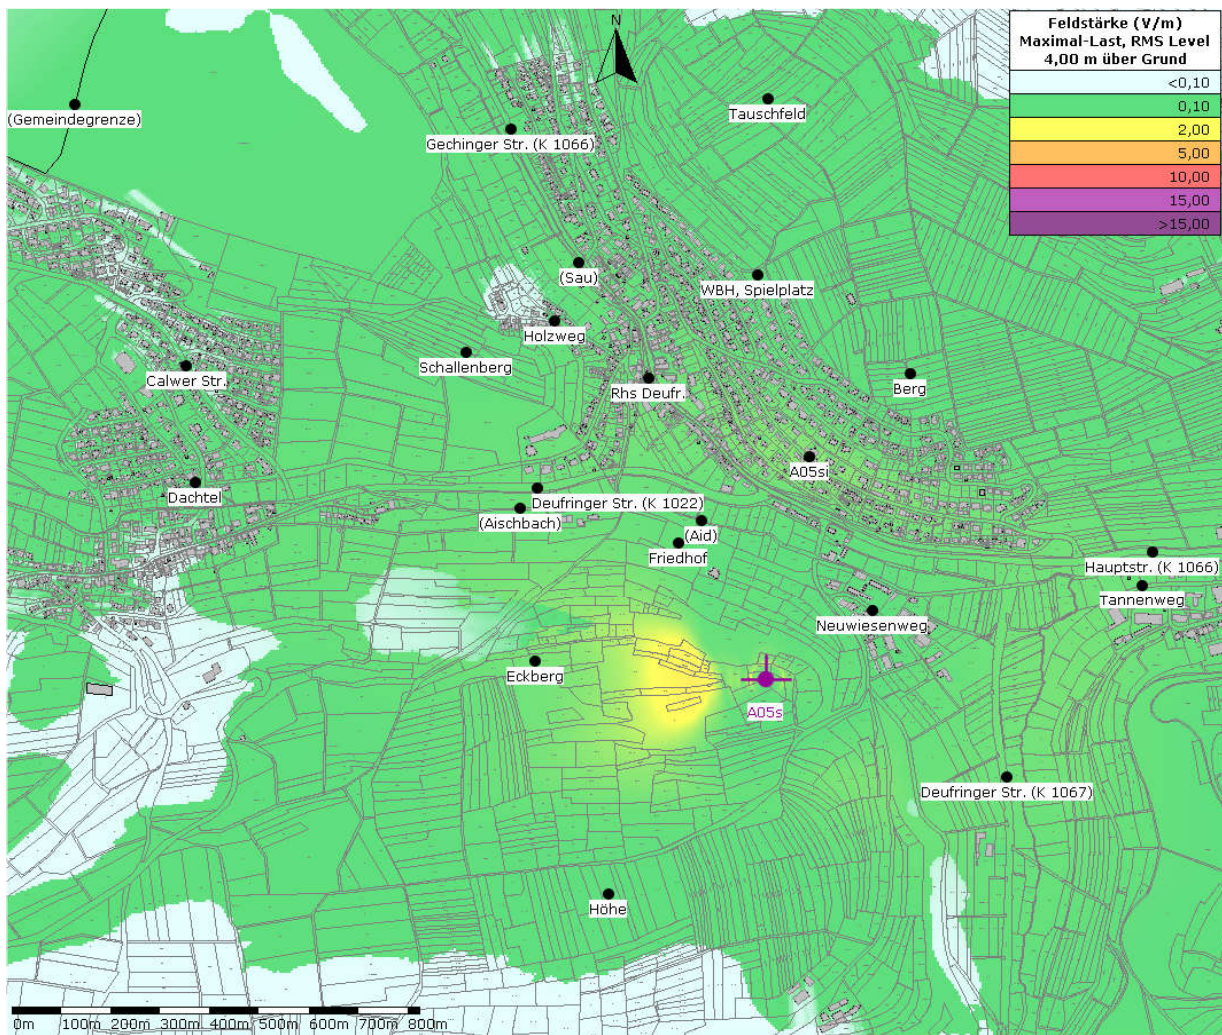 N
Feldstärke (V/m)
Maximal-Last, RMS Level
4,00 m über Grund
<0,10
0,10
2,00
5,00
10,00
15,00
>15,00
(Gemeindegrenze)
Tauschfeld
Gechinger Str. (K 1066)
(Sau)
WBH, Spielplatz
Holzweg
Schallenberg
Calwer Str.
Rhs Deufr.
Berg
A05si
Dachtel
Deufringer Str. (K 1022)
(Aischbach)
(Aid)
Friedhof
Hauptstr. (K 1066)
Tannenweg
Neuwiesenweg
Eckberg
A05s
Deufringer Str. (K 1067)
Höhe
0m 100m 200m 300m 400m 500m 600m 700m 800m